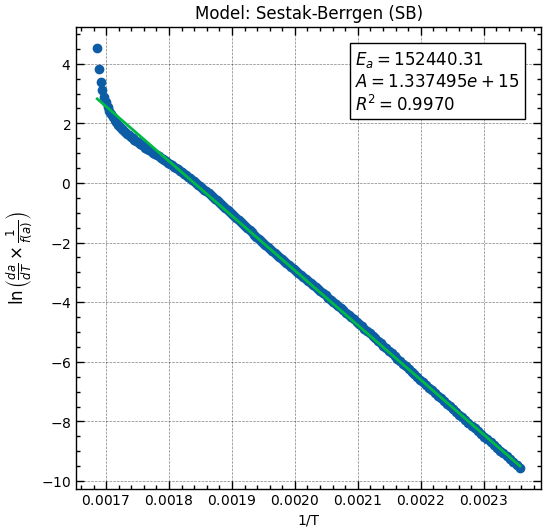 Model: Sestak-Berrgen (SB)
E_a = 152440.31
A = 1.337495e + 15
R² = 0.9970
4
2
0
−2
−4
−6
−8
−10
ln (da/dT × 1/f(a))
0.0017 0.0018 0.0019 0.0020 0.0021 0.0022 0.0023
1/T